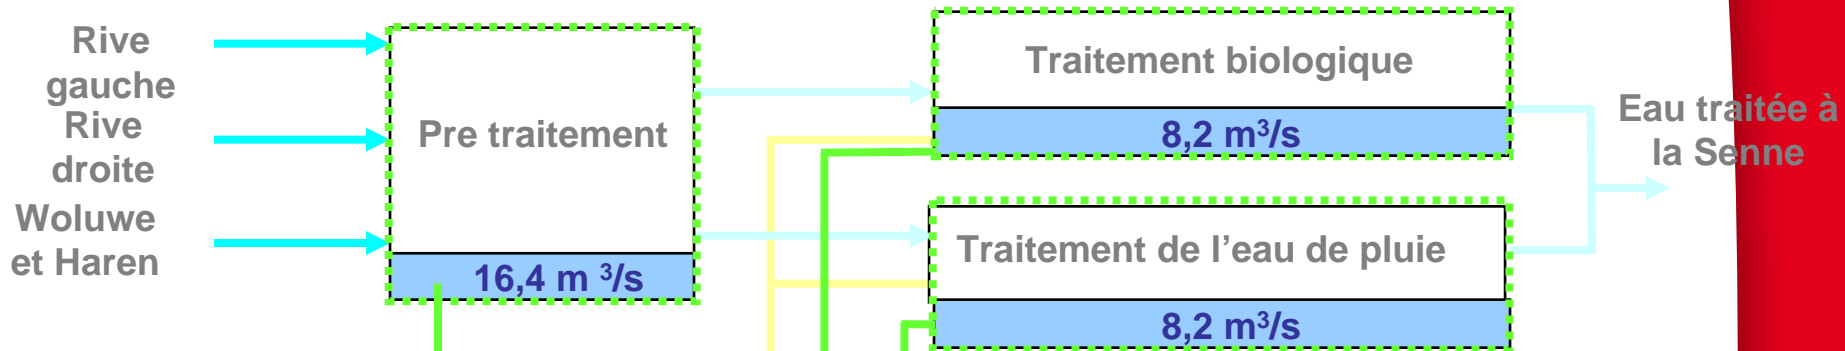 Rive
gauche
Rive
droite
Woluwe
et Haren
Pre traitement
16,4 m ³/s
Traitement biologique
8,2 m³/s
Traitement de l’eau de pluie
8,2 m³/s
Eau traitée à
la Senne